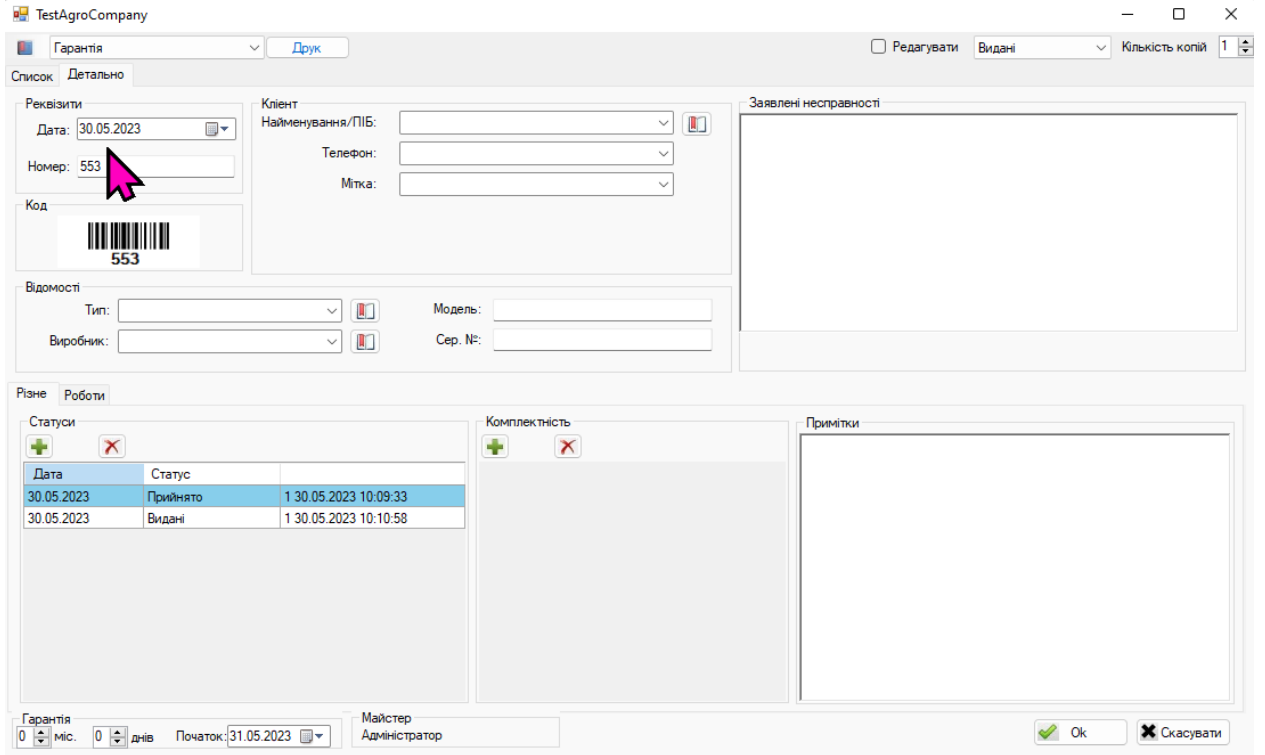 TestAgroCompany
Гарантія Друк Редагувати Видані Кількість копій 1
Список Детально
Реквізити
Дата: 30.05.2023
Номер: 553
Код
553
Клієнт
Найменування/ПІБ:
Телефон:
Мітка:
Заявлені несправності
Відомості
Тип:
Виробник:
Модель:
Сер. №:
Різне Роботи
Статуси
Дата Статус
30.05.2023 Прийнято 1 30.05.2023 10:09:33
30.05.2023 Видані 1 30.05.2023 10:10:58
Комплектність
Примітки
Гарантія
0 міс. 0 днів Початок: 31.05.2023
Майстер
Адміністратор
Ok Скасувати